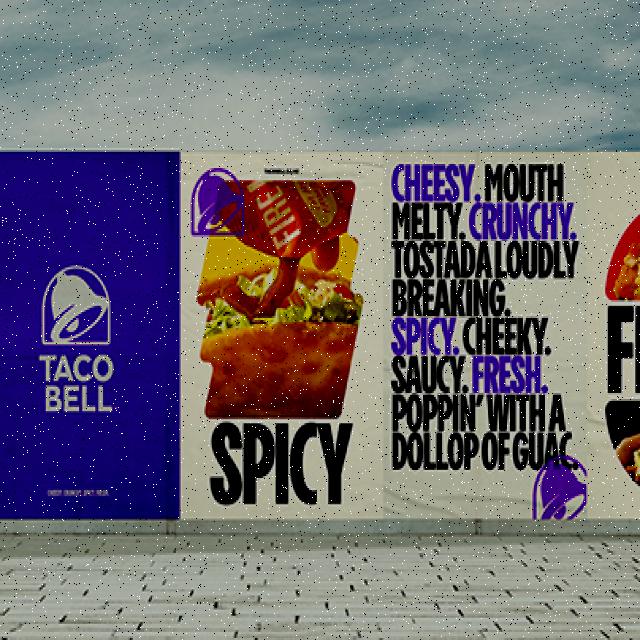 TACO
BELL
FIRE
SPICY
CHEESY. MOUTH
MELTY. CRUNCHY.
TOSTADA LOUDLY
BREAKING.
SPICY. CHEEKY.
SAUCY. FRESH.
POPPIN' WITH A
DOLLOP OF GUAC.